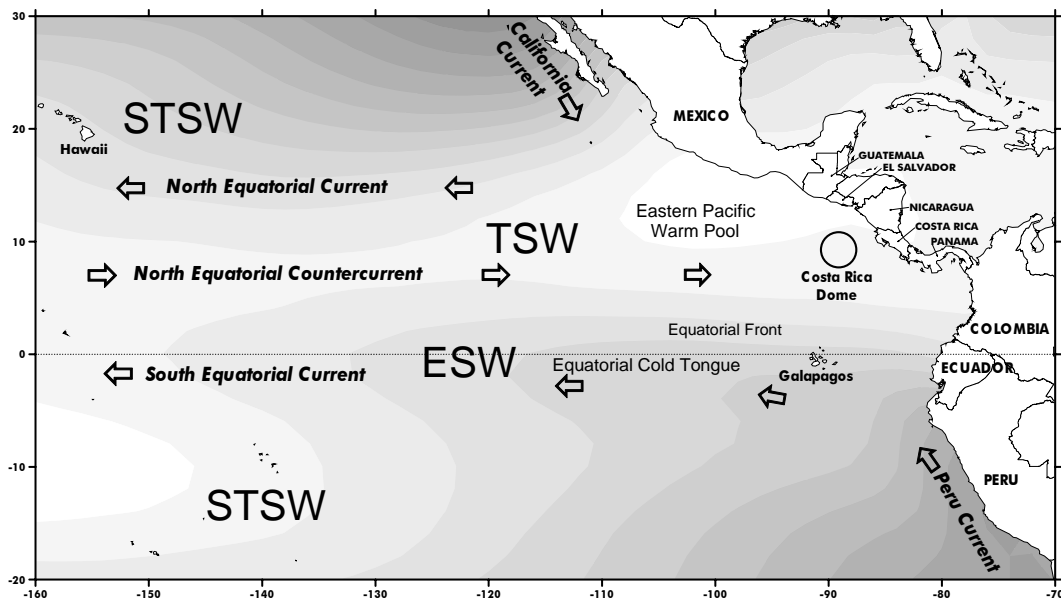 30
20
10
0
-10
-20
-160
-150
-140
-130
-120
-110
-100
-90
-80
-70
California
Current
STSW
Hawaii
MEXICO
GUATEMALA
EL SALVADOR
North Equatorial Current
NICARAGUA
Eastern Pacific
Warm Pool
COSTA RICA
TSW
PANAMA
North Equatorial Countercurrent
Costa Rica
Dome
Equatorial Front
COLOMBIA
ESW
Equatorial Cold Tongue
ECUADOR
South Equatorial Current
Galapagos
STSW
PERU
Peru Current